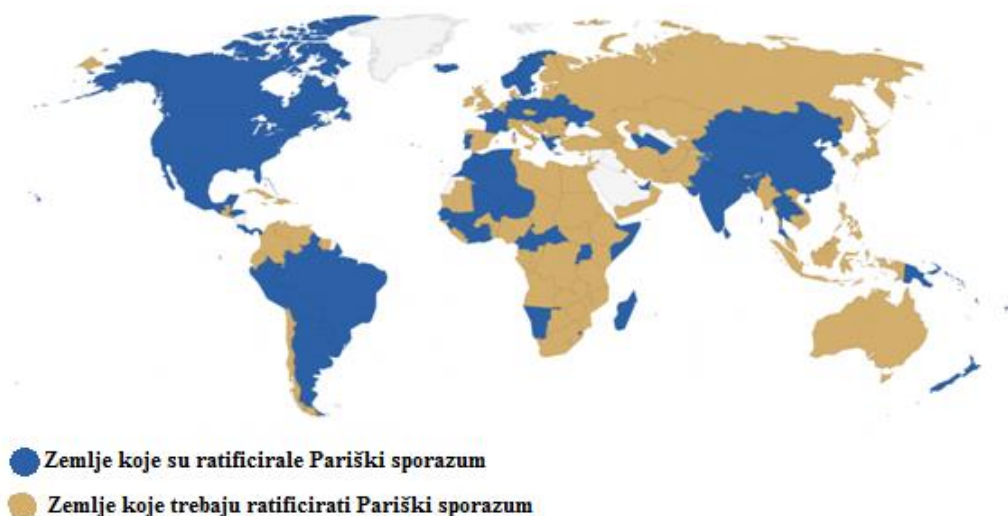 Zemlje koje su ratificirale Pariški sporazum
Zemlje koje trebaju ratificirati Pariški sporazum